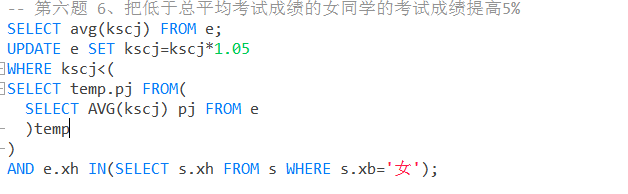 -- 第六题 6、把低于总平均考试成绩的女同学的考试成绩提高5%
SELECT avg(kscj) FROM e;
UPDATE e SET kscj=kscj*1.05
WHERE kscj<(
SELECT temp.pj FROM(
  SELECT AVG(kscj) pj FROM e
  )temp
)
AND e.xh IN(SELECT s.xh FROM s WHERE s.xb='女');